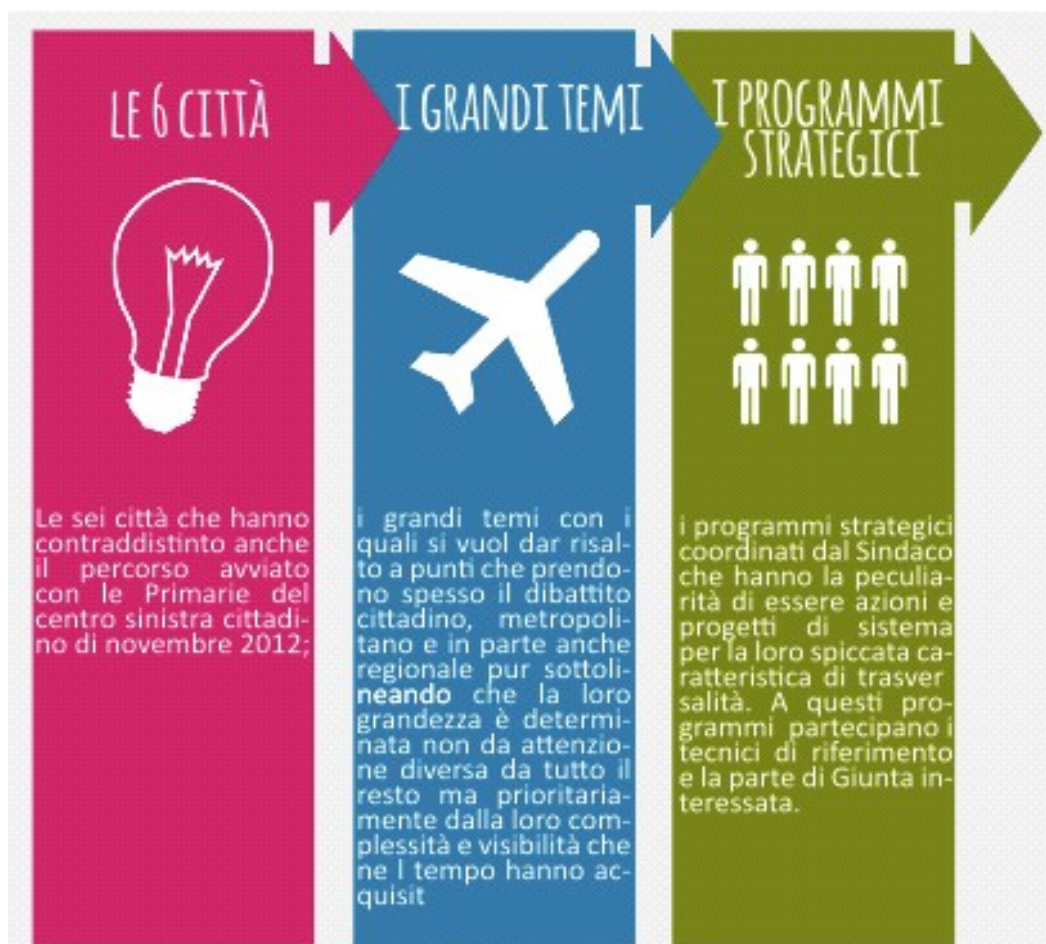 LE 6 CITTÀ
Le sei città che hanno
contraddistinto anche
il percorso avviato
con le Primarie del
centro sinistra cittadi-
no di novembre 2012;
I GRANDI TEMI
i grandi temi con i
quali si vuol dar risal-
to a punti che prendo-
no spesso il dibattito
cittadino, metropoli-
tano e in parte anche
regionale pur sottoli-
neando che la loro
grandezza è determi-
nata non da attenzio-
ne diversa da tutto il
resto ma prioritaria-
mente dalla loro com-
plessità e visibilità che
ne l tempo hanno ac-
quisit
I PROGRAMMI
STRATEGICI
i programmi strategici
coordinati dal Sindaco
che hanno la peculia-
rità di essere azioni e
progetti di sistema
per la loro spiccata ca-
ratteristica di trasver
salità. A questi pro-
grammi partecipano i
tecnici di riferimento
e la parte di Giunta in-
teressata.